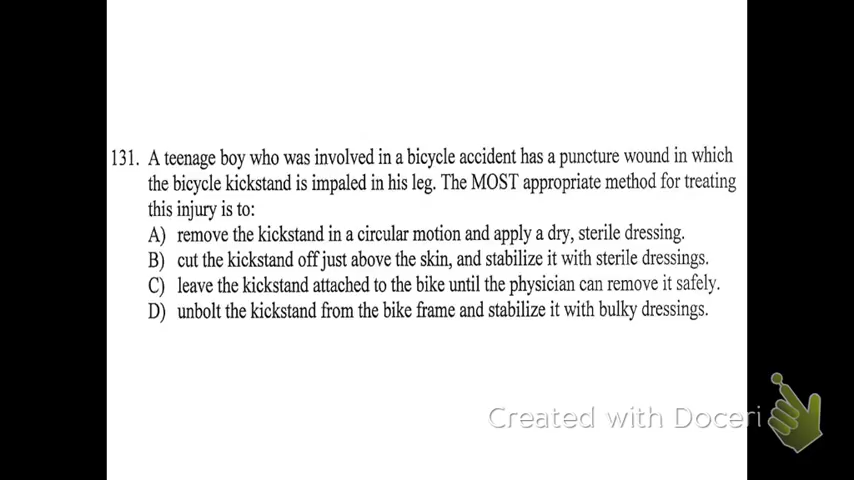 131. A teenage boy who was involved in a bicycle accident has a puncture wound in which
the bicycle kickstand is impaled in his leg. The MOST appropriate method for treating
this injury is to:
A) remove the kickstand in a circular motion and apply a dry, sterile dressing.
B) cut the kickstand off just above the skin, and stabilize it with sterile dressings.
C) leave the kickstand attached to the bike until the physician can remove it safely.
D) unbolt the kickstand from the bike frame and stabilize it with bulky dressings.
Created with Doceri